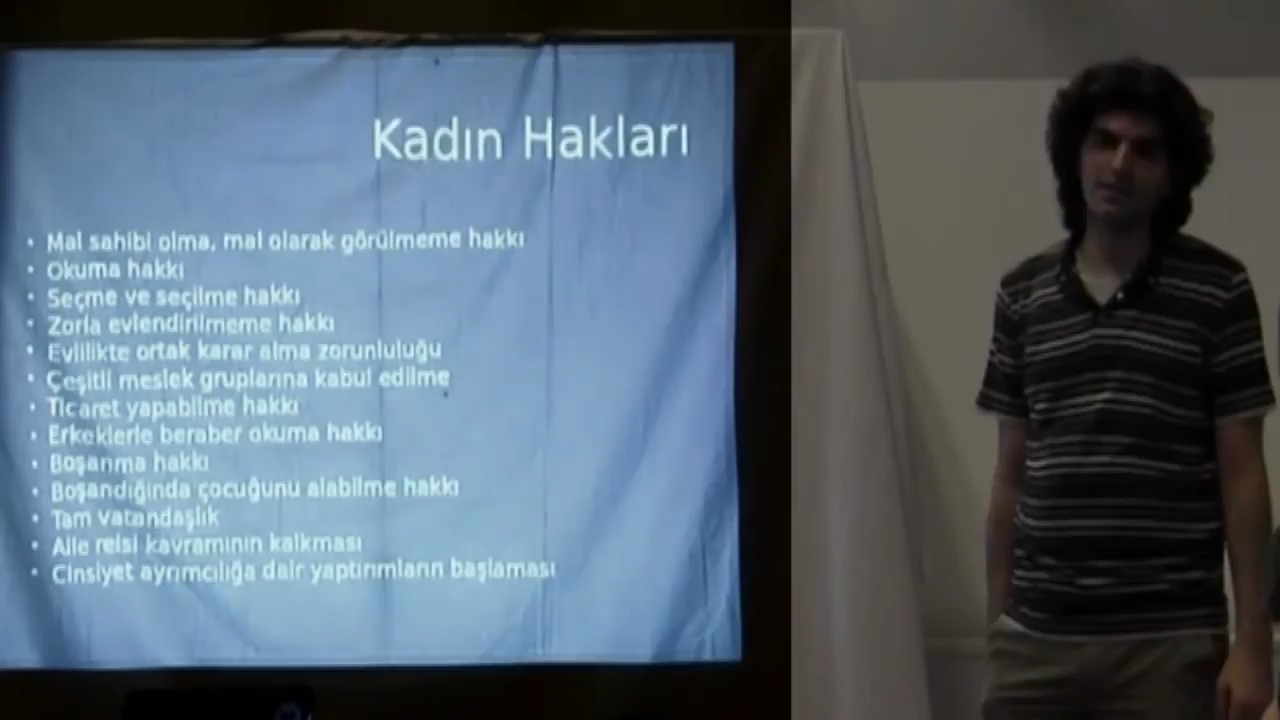 Kadın Hakları
• Mal sahibi olma, mal olarak görülmeme hakkı
• Okuma hakkı
• Seçme ve seçilme hakkı
• Zorla evlendirilmeme hakkı
• Evlilikte ortak karar alma zorunluluğu
• Çeşitli meslek gruplarına kabul edilme
• Ticaret yapabilme hakkı
• Erkeklerle beraber okuma hakkı
• Boşanma hakkı
• Boşandığında çocuğunu alabilme hakkı
• Tam vatandaşlık
• Aile reisi kavramının kalkması
• Cinsiyet ayrımcılığa dair yaptırımların başlaması